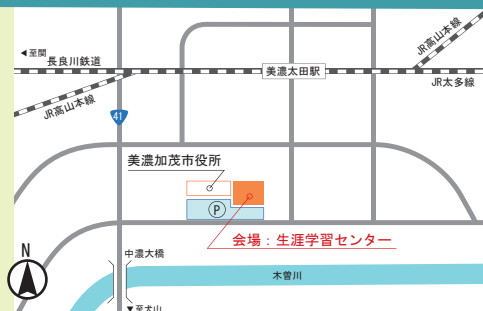 ◀至関
長良川鉄道
JR高山本線
美濃太田駅
JR太多線
JR高山本線
41
美濃加茂市役所
P
会場：生涯学習センター
N
中濃大橋
木曽川
▼至犬山